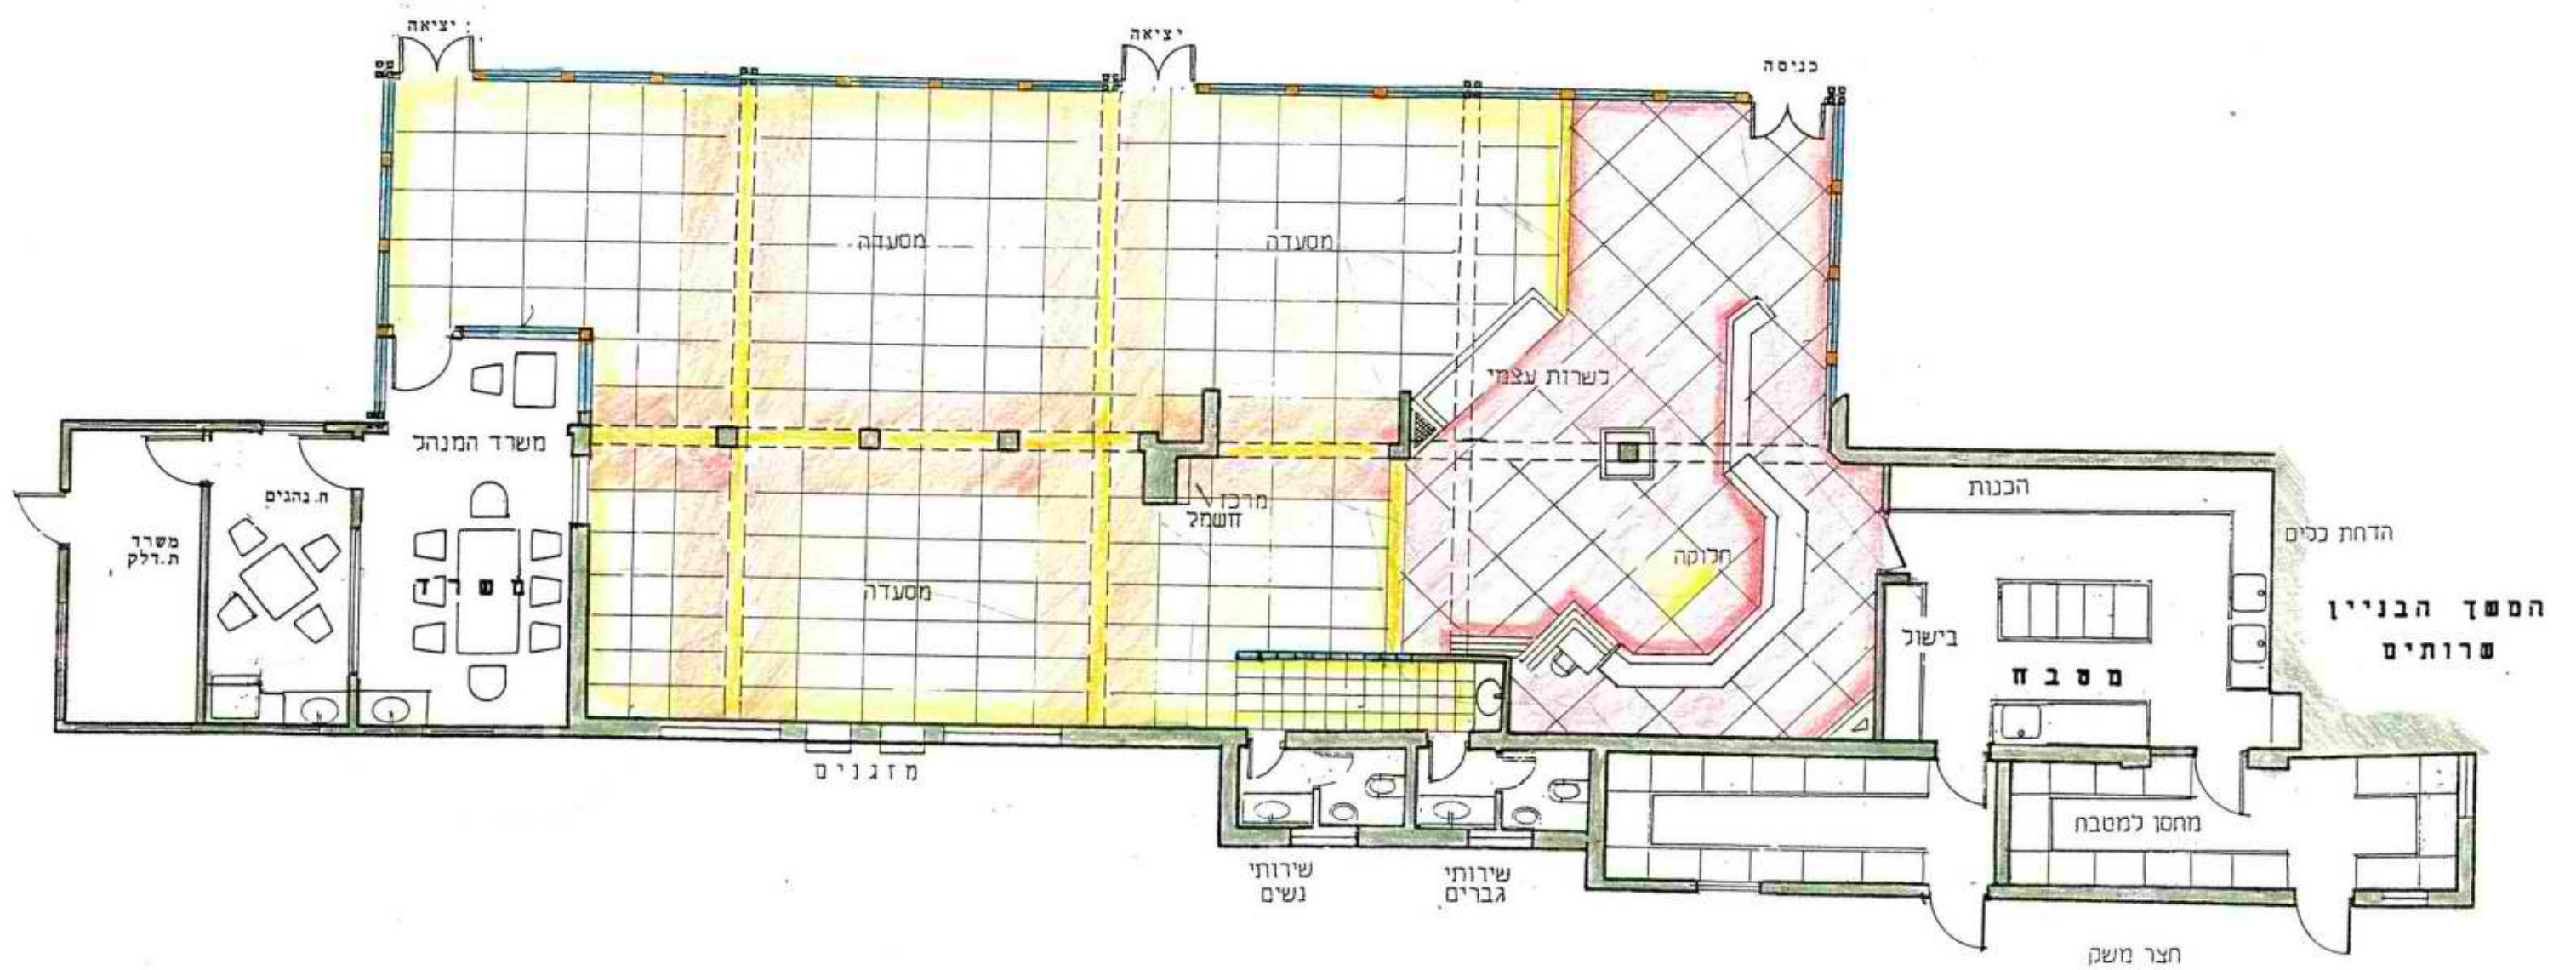 יציאה
יציאה
כניסה
מסעדה
מסעדה
לשרות עצמי
משרד המנהל
ח. נהגים
משרד
ת.דלק
משרד
מרכז
חשמל
מסעדה
חלוקה
הכנות
הדחת כלים
בישול
מטבח
המשך הבניין
שרותים
מזגנים
שירותי
נשים
שירותי
גברים
מחסן למטבח
חצר משק